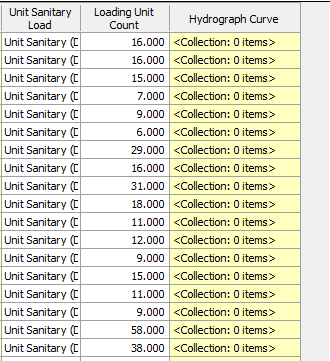 Unit Sanitary Load Loading Unit Count Hydrograph Curve
Unit Sanitary (D 16.000 <Collection: 0 items>
Unit Sanitary (D 16.000 <Collection: 0 items>
Unit Sanitary (D 15.000 <Collection: 0 items>
Unit Sanitary (D 7.000 <Collection: 0 items>
Unit Sanitary (D 9.000 <Collection: 0 items>
Unit Sanitary (D 6.000 <Collection: 0 items>
Unit Sanitary (D 29.000 <Collection: 0 items>
Unit Sanitary (D 16.000 <Collection: 0 items>
Unit Sanitary (D 31.000 <Collection: 0 items>
Unit Sanitary (D 18.000 <Collection: 0 items>
Unit Sanitary (D 11.000 <Collection: 0 items>
Unit Sanitary (D 12.000 <Collection: 0 items>
Unit Sanitary (D 9.000 <Collection: 0 items>
Unit Sanitary (D 15.000 <Collection: 0 items>
Unit Sanitary (D 11.000 <Collection: 0 items>
Unit Sanitary (D 9.000 <Collection: 0 items>
Unit Sanitary (D 58.000 <Collection: 0 items>
Unit Sanitary (D 38.000 <Collection: 0 items>